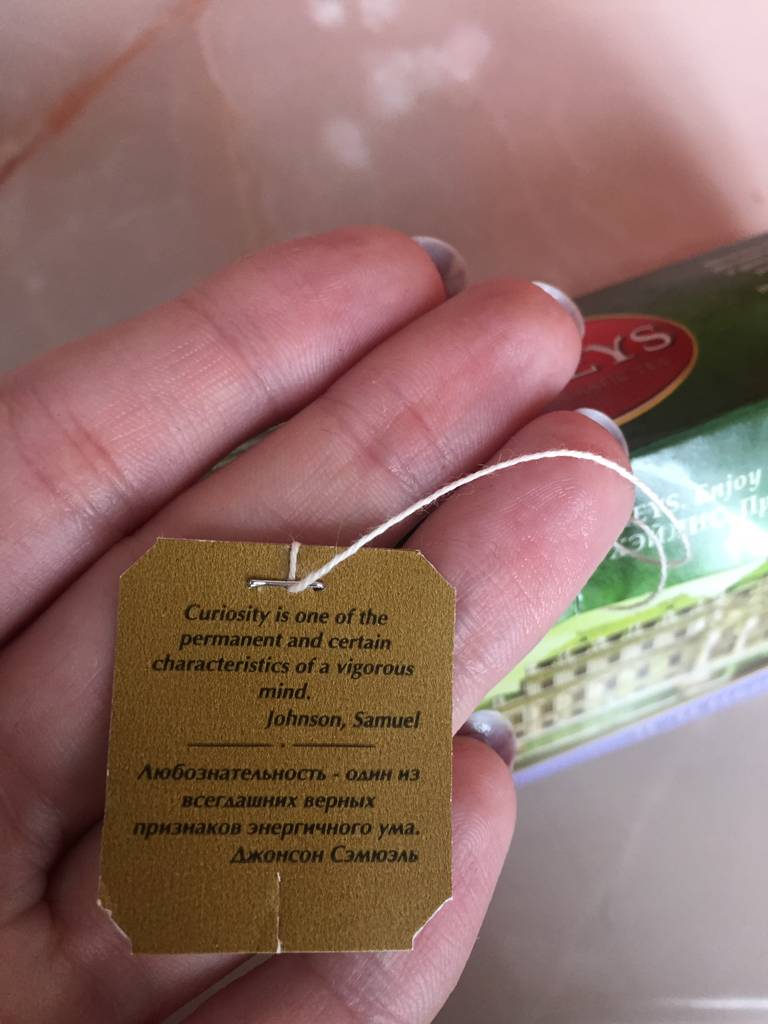 Curiosity is one of the
permanent and certain
characteristics of a vigorous
mind.
Johnson, Samuel
Любознательность - один из
всегдашних верных
признаков энергичного ума.
Джонсон Сэмюэль
Enjoy